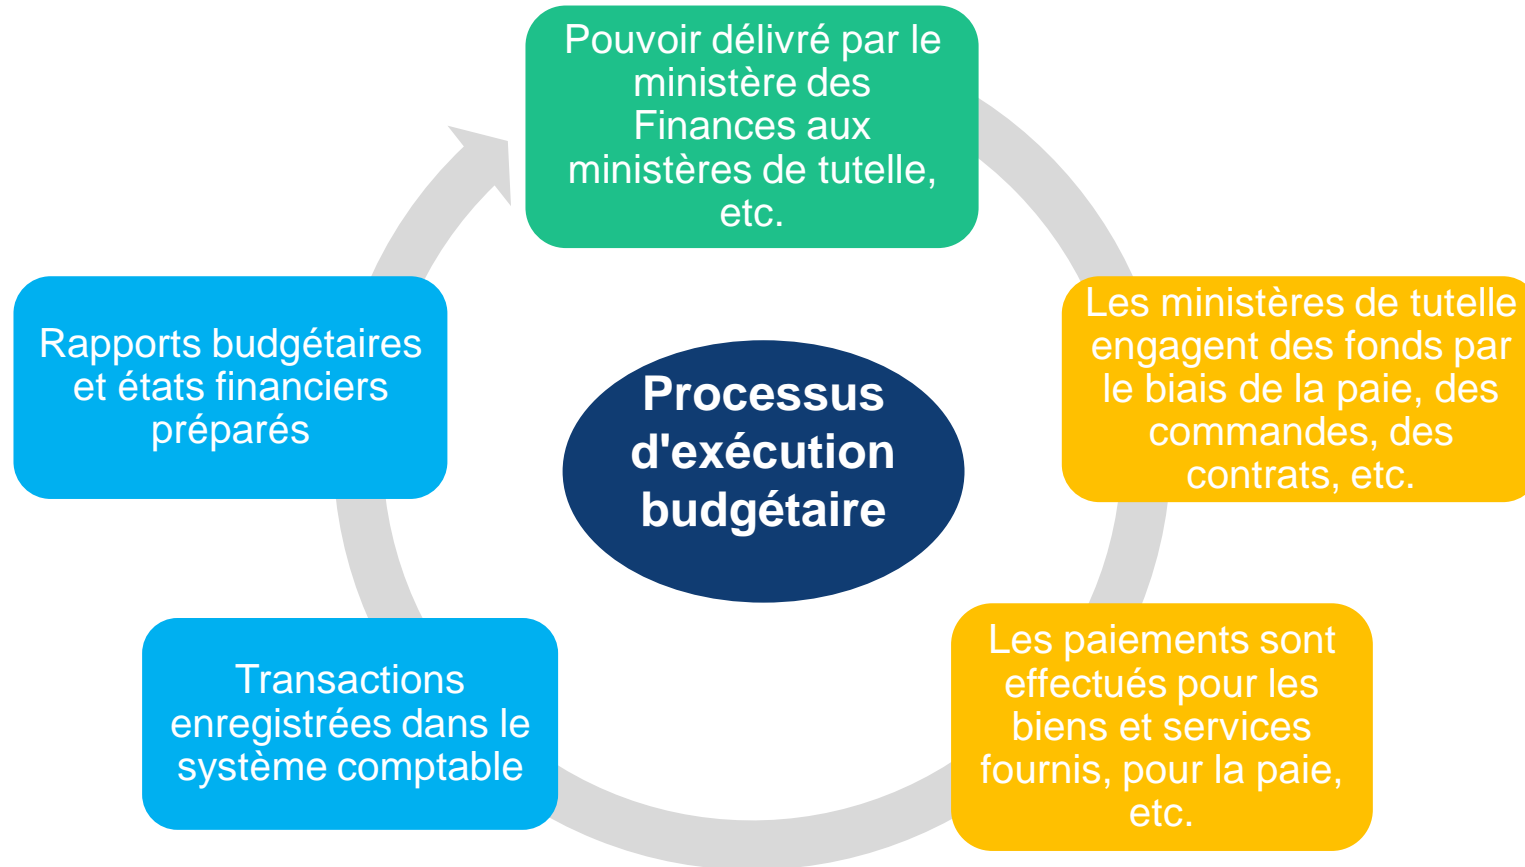 Pouvoir délivré par le
ministère des
Finances aux
ministères de tutelle,
etc.
Les ministères de tutelle
engagent des fonds par
le biais de la paie, des
commandes, des
contrats, etc.
Les paiements sont
effectués pour les
biens et services
fournis, pour la paie,
etc.
Transactions
enregistrées dans le
système comptable
Rapports budgétaires
et états financiers
préparés
Processus
d'exécution
budgétaire